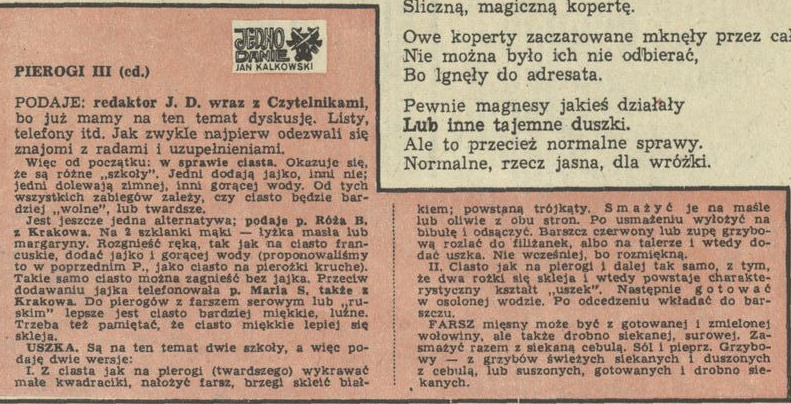 JEDNO
DANIE
JAN KALKOWSKI
PIEROGI III (cd.)
PODAJE: redaktor J. D. wraz z Czytelnikami,
bo już mamy na ten temat dyskusję. Listy,
telefony itd. Jak zwykle najpierw odezwali się
znajomi z radami i uzupełnieniami.
Więc od początku: w sprawie ciasta. Okazuje się,
że są różne „szkoły”. Jedni dodają jajko, inni nie;
jedni dolewają zimnej, inni gorącej wody. Od tych
wszystkich zabiegów zależy, czy ciasto będzie bar-
dziej „wolne”, lub twardsze.
Jest jeszcze jedna alternatywa; podaje p. Róża B.
z Krakowa. Na 2 szklanki mąki — łyżka masła lub
margaryny. Rozgnieść ręką, tak jak na ciasto fran-
cuskie, dodać jajko i gorącej wody (proponowaliśmy
to w poprzednim P., jako ciasto na pierożki kruche).
Takie samo ciasto można zagnieść bez jajka. Przeciw
dodawaniu jajka telefonowała p. Maria S, także z
Krakowa. Do pierogów z farszem serowym lub „ru-
skim” lepsze jest ciasto bardziej miękkie, luźne.
Trzeba też pamiętać, że ciasto miękkie lepiej się
skleja.
USZKA. Są na ten temat dwie szkoły, a więc po-
daję dwie wersje:
I. Z ciasta jak na pierogi (twardszego) wykrawać
małe kwadraciki, nałożyć farsz, brzegi skleić biał-
kiem; powstaną trójkąty. Smażyć je na maśle
lub oliwie z obu stron. Po usmażeniu wyłożyć na
bibułę i odsączyć. Barszcz czerwony lub zupę grzybo-
wą rozlać do filiżanek, albo na talerze i wtedy do-
dać uszka. Nie wcześniej, bo rozmiękną.
II. Ciasto jak na pierogi i dalej tak samo, z tym,
że dwa rożki się skleja i wtedy powstaje charakte-
rystyczny kształt „uszek”. Następnie gotować
w osolonej wodzie. Po odcedzeniu wkładać do bar-
szczu.
FARSZ mięsny może być z gotowanej i zmielonej
wołowiny, ale także drobno siekanej, surowej. Za-
smażyć razem z siekaną cebulą. Sól i pieprz. Grzybo-
wy — z grzybów świeżych siekanych i duszonych
z cebulą, lub suszonych, gotowanych i drobno sie-
kanych.
Śliczną, magiczną kopertę.
Owe koperty zaczarowane mknęły przez cał
Nie można było ich nie odbierać,
Bo lgnęły do adresata.
Pewnie magnesy jakieś działały
Lub inne tajemne duszki.
Ale to przecież normalne sprawy.
Normalne, rzecz jasna, dla wróżki.